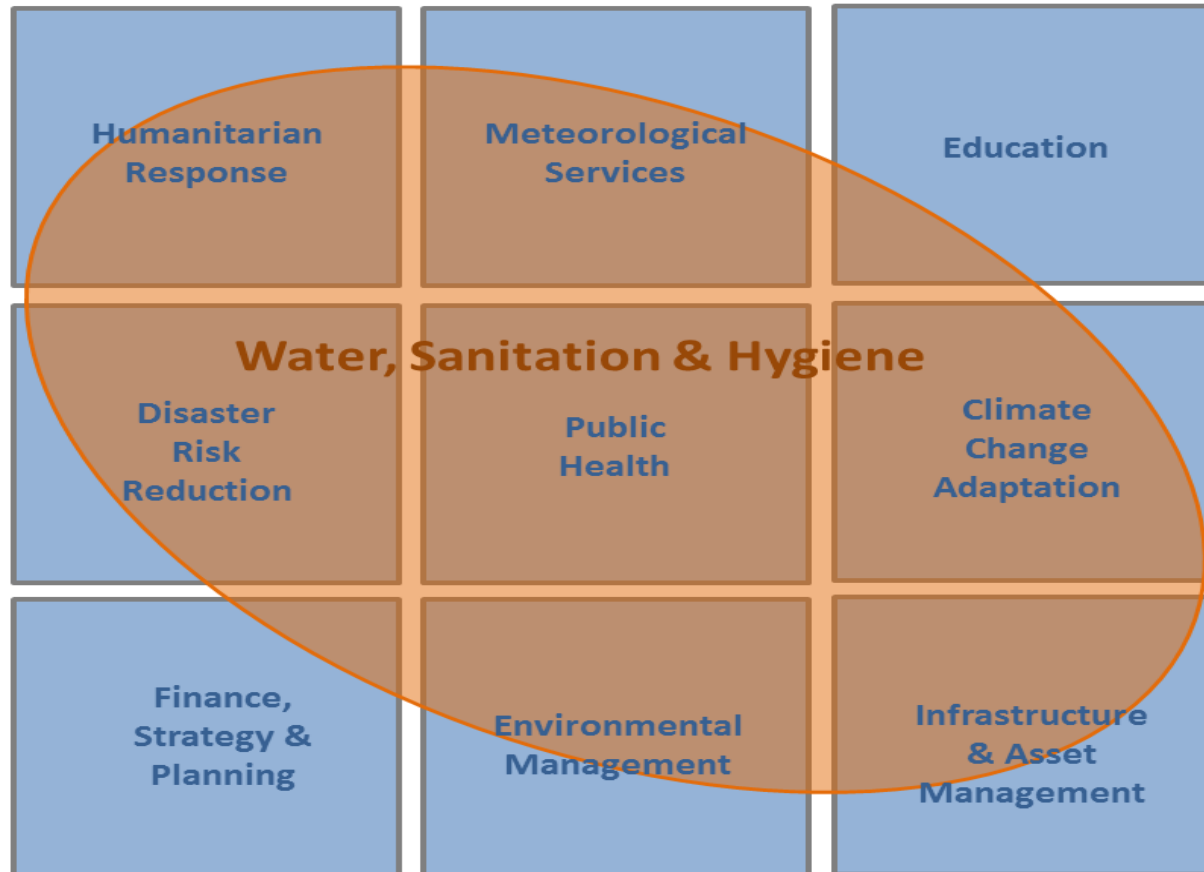 Humanitarian
Response
Meteorological
Services
Education
Water, Sanitation & Hygiene
Disaster
Risk
Reduction
Public
Health
Climate
Change
Adaptation
Finance,
Strategy &
Planning
Environmental
Management
Infrastructure
& Asset
Management